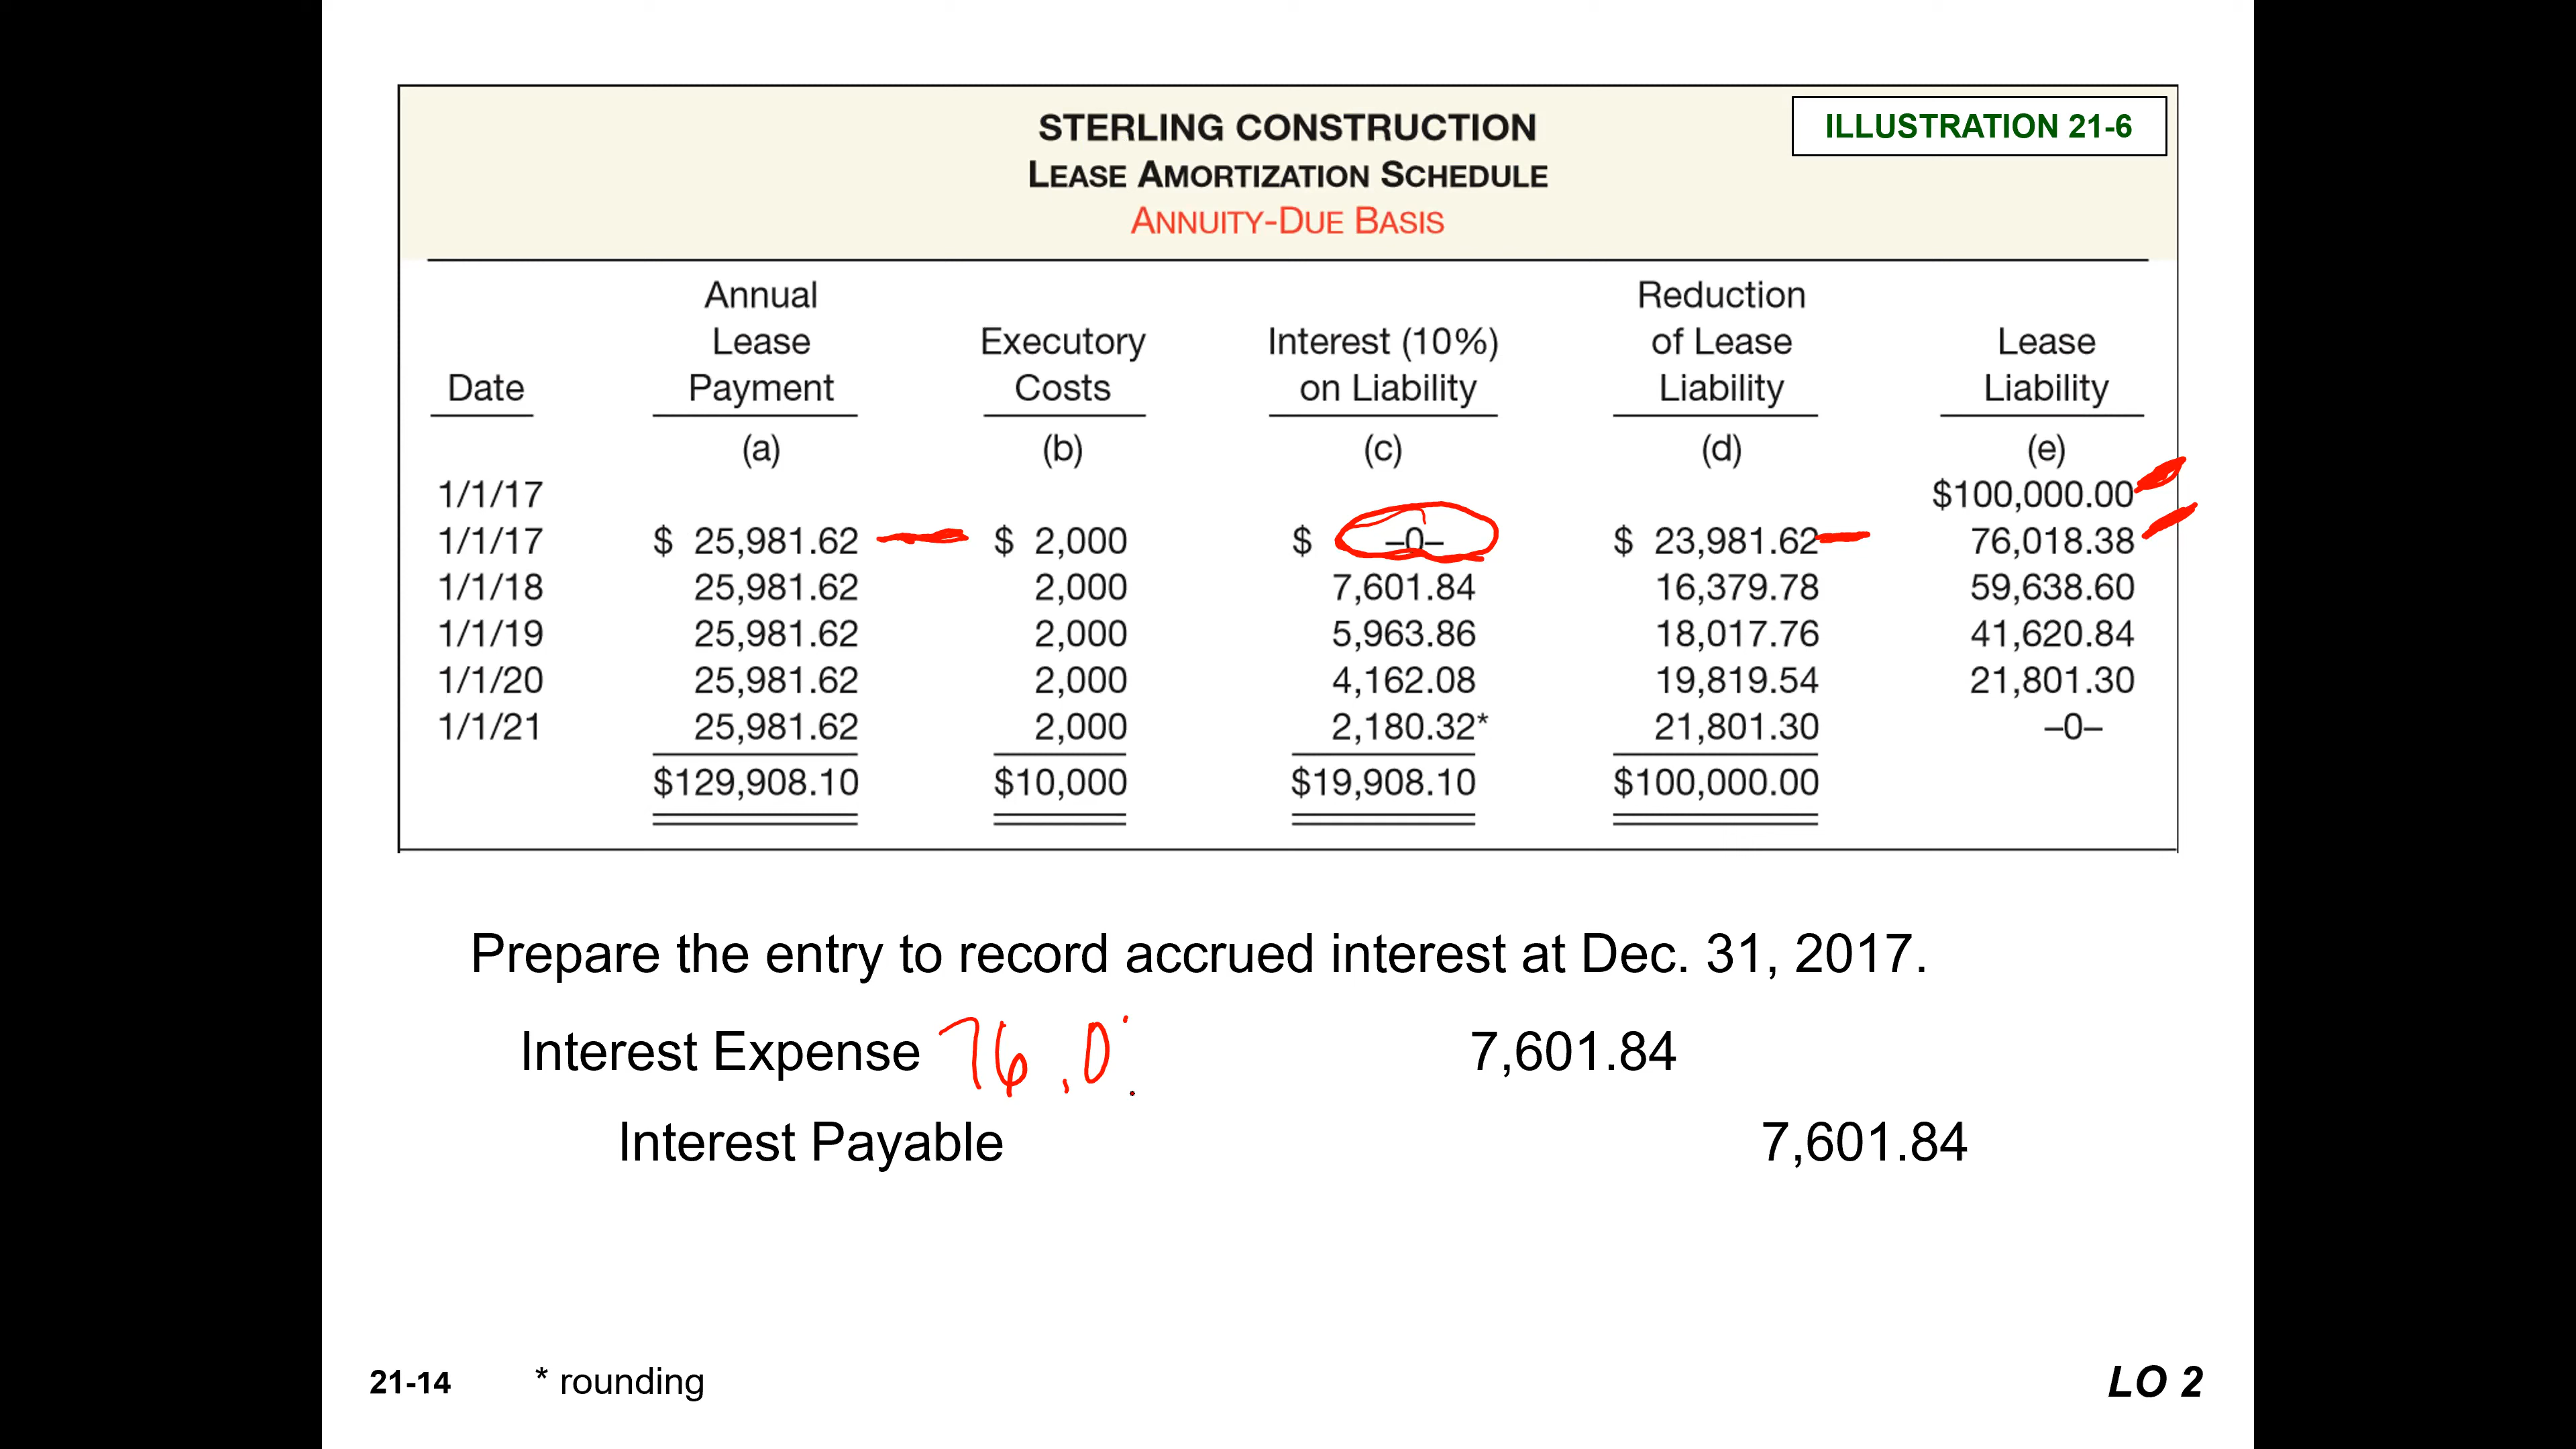 ILLUSTRATION 21-6
STERLING CONSTRUCTION
LEASE AMORTIZATION SCHEDULE
ANNUITY-DUE BASIS
Date Annual Lease Payment Executory Costs Interest (10%) on Liability Reduction of Lease Liability Lease Liability
(a) (b) (c) (d) (e)
1/1/17 $100,000.00
1/1/17 $ 25,981.62 $ 2,000 $ –0– $ 23,981.62 76,018.38
1/1/18 25,981.62 2,000 7,601.84 16,379.78 59,638.60
1/1/19 25,981.62 2,000 5,963.86 18,017.76 41,620.84
1/1/20 25,981.62 2,000 4,162.08 19,819.54 21,801.30
1/1/21 25,981.62 2,000 2,180.32* 21,801.30 –0–
$129,908.10 $10,000 $19,908.10 $100,000.00
Prepare the entry to record accrued interest at Dec. 31, 2017.
Interest Expense 76,0 7,601.84
Interest Payable 7,601.84
21-14 * rounding LO 2